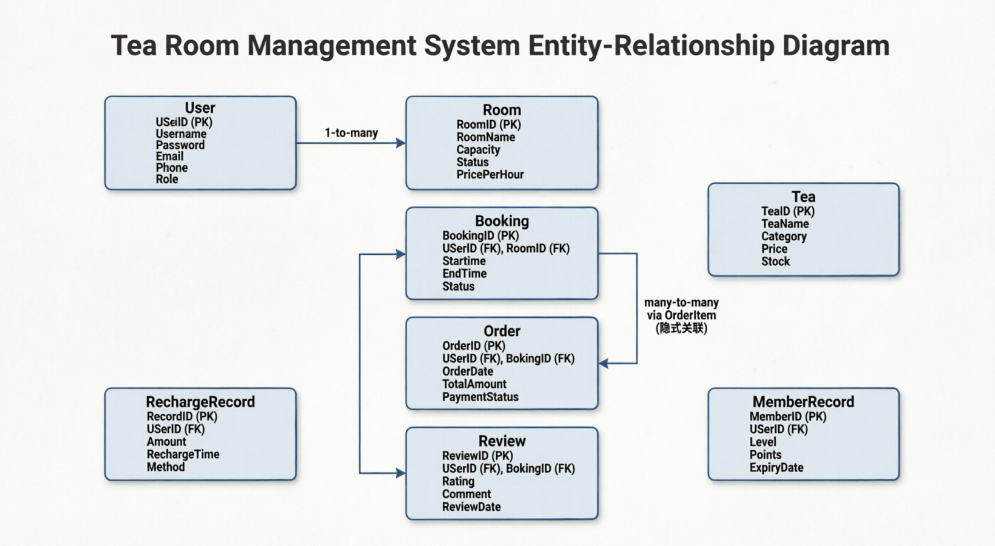 Tea Room Management System Entity-Relationship Diagram
User
USeiID (PK)
Username
Password
Email
Phone
Role
1-to-many
Room
RoomID (PK)
RoomName
Capacity
Status
PricePerHour
Booking
BookingID (PK)
USerID (FK), RoomID (FK)
Startime
EndTime
Status
Tea
TeaID (PK)
TeaName
Category
Price
Stock
many-to-many
via OrderItem
(隐式关联)
Order
OrderID (PK)
USerID (FK), BokingID (FK)
OrderDate
TotalAmount
PaymentStatus
RechargeRecord
RecordID (PK)
USerID (FK)
Amount
RechargeTime
Method
Review
ReviewID (PK)
USerID (FK), BokingID (FK)
Rating
Comment
ReviewDate
MemberRecord
MemberID (PK)
USerID (FK)
Level
Points
ExpiryDate